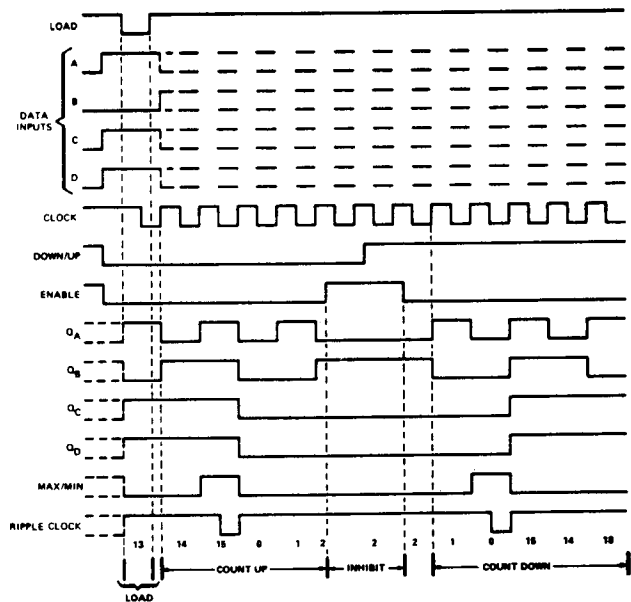 LOAD
A
B
DATA INPUTS
C
D
CLOCK
DOWN/UP
ENABLE
QA
QB
QC
QD
MAX/MIN
RIPPLE CLOCK
13 14 15 0 1 2 2 2 1 0 15 14 13
COUNT UP INHIBIT COUNT DOWN
LOAD